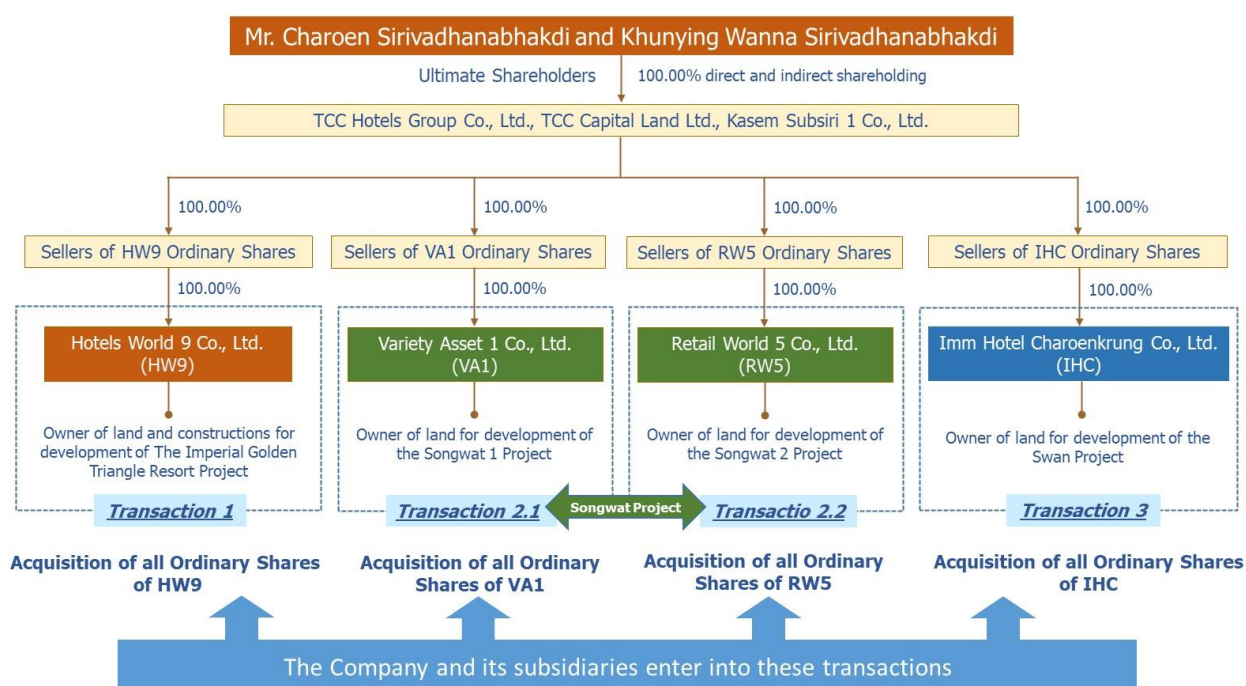 Mr. Charoen Sirivadhanabhakdi and Khunying Wanna Sirivadhanabhakdi
Ultimate Shareholders
100.00% direct and indirect shareholding
TCC Hotels Group Co., Ltd., TCC Capital Land Ltd., Kasem Subsiri 1 Co., Ltd.
100.00%
100.00%
100.00%
100.00%
Sellers of HW9 Ordinary Shares
Sellers of VA1 Ordinary Shares
Sellers of RW5 Ordinary Shares
Sellers of IHC Ordinary Shares
100.00%
100.00%
100.00%
100.00%
Hotels World 9 Co., Ltd.
(HW9)
Variety Asset 1 Co., Ltd.
(VA1)
Retail World 5 Co., Ltd.
(RW5)
Imm Hotel Charoenkrung Co., Ltd.
(IHC)
Owner of land and constructions for
development of The Imperial Golden
Triangle Resort Project
Owner of land for development of
the Songwat 1 Project
Owner of land for development of
the Songwat 2 Project
Owner of land for development of the
Swan Project
Transaction 1
Transaction 2.1
Songwat Project
Transactio 2.2
Transaction 3
Acquisition of all Ordinary Shares
of HW9
Acquisition of all Ordinary
Shares of VA1
Acquisition of all Ordinary
Shares of RW5
Acquisition of all Ordinary Shares
of IHC
The Company and its subsidiaries enter into these transactions